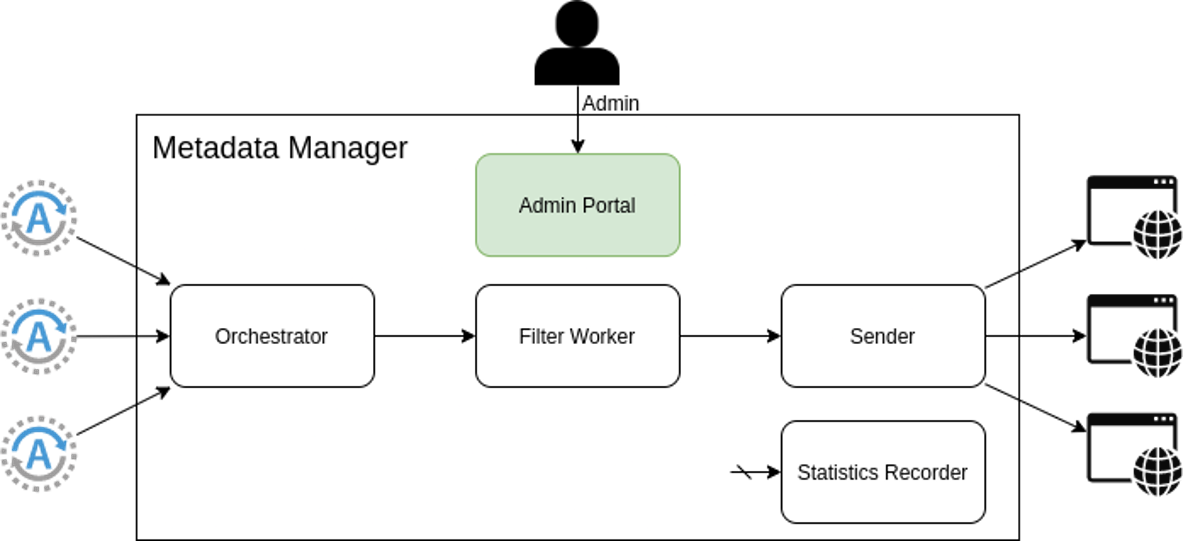 Admin
Metadata Manager
Admin Portal
A
Orchestrator
Filter Worker
Sender
A
A
Statistics Recorder